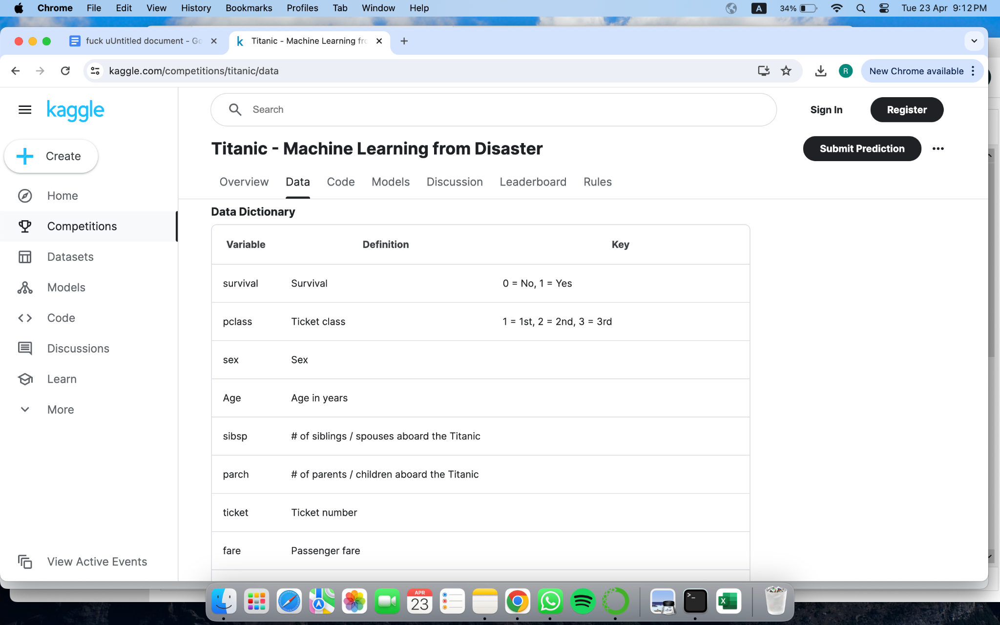 Chrome File Edit View History Bookmarks Profiles Tab Window Help A 34% Tue 23 Apr 9:12 PM
fuck uUntitled document - Go Titanic - Machine Learning fro
kaggle.com/competitions/titanic/data R New Chrome available
kaggle
Search
Sign In
Register
Titanic - Machine Learning from Disaster
Submit Prediction
Create
Overview Data Code Models Discussion Leaderboard Rules
Home
Competitions
Datasets
Models
Code
Discussions
Learn
More
View Active Events
Data Dictionary
Variable Definition Key
survival Survival 0 = No, 1 = Yes
pclass Ticket class 1 = 1st, 2 = 2nd, 3 = 3rd
sex Sex
Age Age in years
sibsp # of siblings / spouses aboard the Titanic
parch # of parents / children aboard the Titanic
ticket Ticket number
fare Passenger fare
APR
23
>_
X